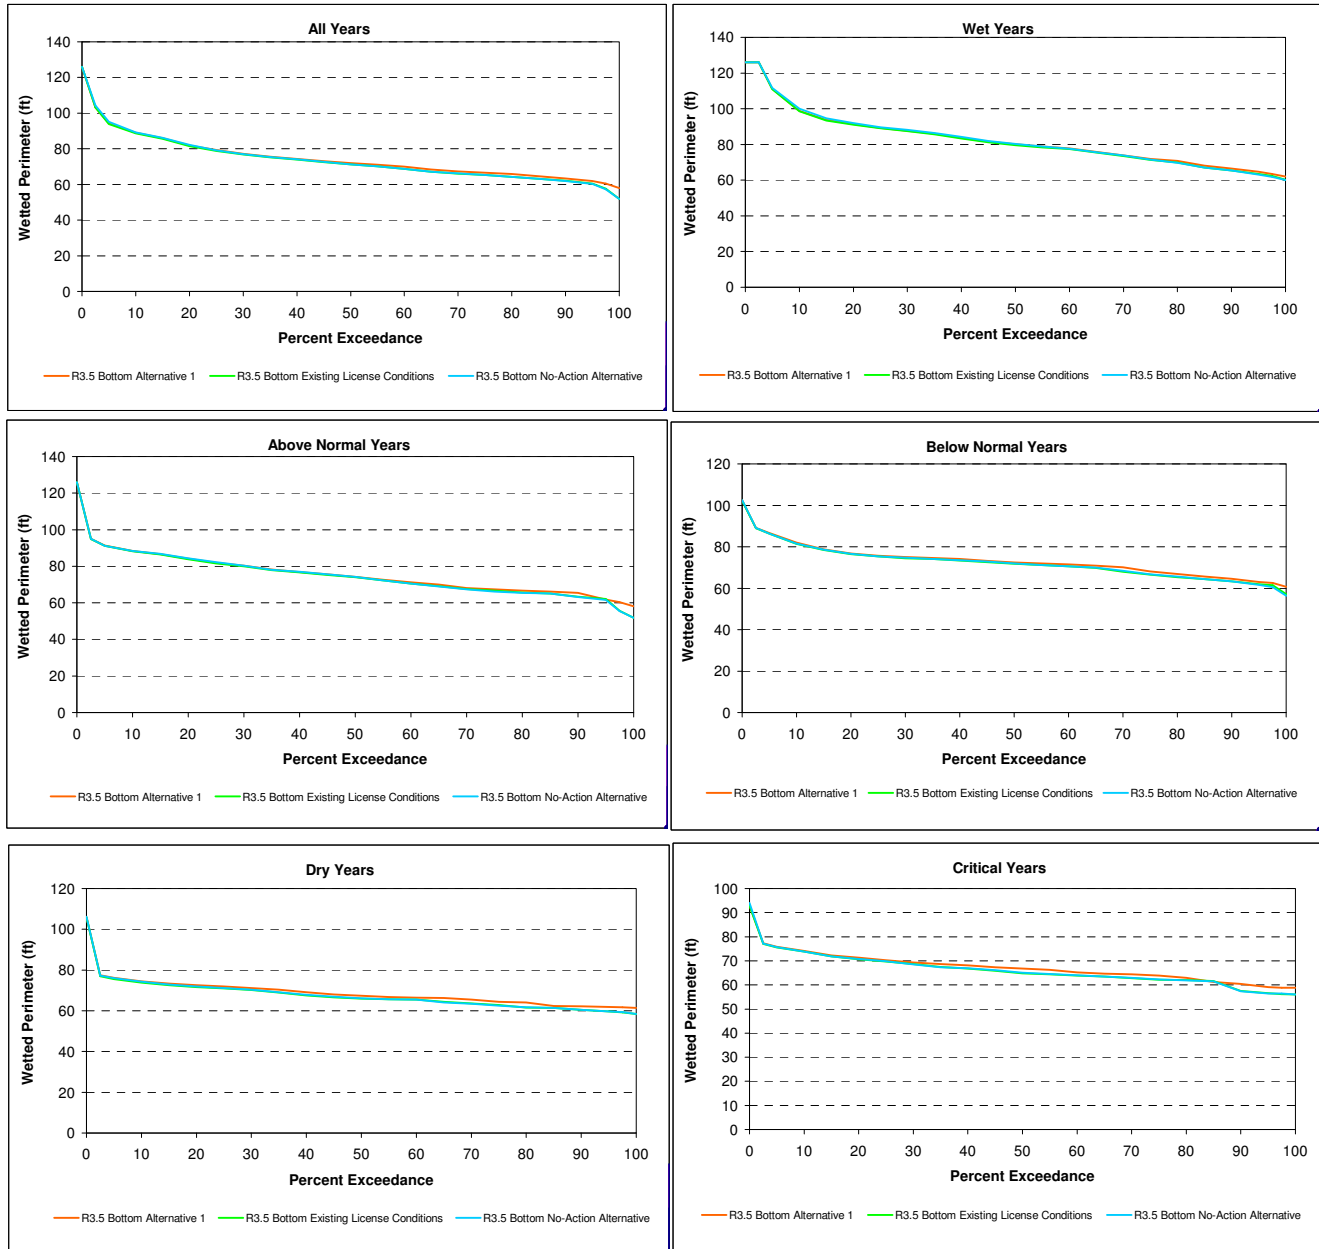 All Years
Wetted Perimeter (ft)
140
120
100
80
60
40
20
0
0 10 20 30 40 50 60 70 80 90 100
Percent Exceedance
R3.5 Bottom Alternative 1 R3.5 Bottom Existing License Conditions R3.5 Bottom No-Action Alternative
Wet Years
Wetted Perimeter (ft)
140
120
100
80
60
40
20
0
0 10 20 30 40 50 60 70 80 90 100
Percent Exceedance
R3.5 Bottom Alternative 1 R3.5 Bottom Existing License Conditions R3.5 Bottom No-Action Alternative
Above Normal Years
Wetted Perimeter (ft)
140
120
100
80
60
40
20
0
0 10 20 30 40 50 60 70 80 90 100
Percent Exceedance
R3.5 Bottom Alternative 1 R3.5 Bottom Existing License Conditions R3.5 Bottom No-Action Alternative
Below Normal Years
Wetted Perimeter (ft)
120
100
80
60
40
20
0
0 10 20 30 40 50 60 70 80 90 100
Percent Exceedance
R3.5 Bottom Alternative 1 R3.5 Bottom Existing License Conditions R3.5 Bottom No-Action Alternative
Dry Years
Wetted Perimeter (ft)
120
100
80
60
40
20
0
0 10 20 30 40 50 60 70 80 90 100
Percent Exceedance
R3.5 Bottom Alternative 1 R3.5 Bottom Existing License Conditions R3.5 Bottom No-Action Alternative
Critical Years
Wetted Perimeter (ft)
100
90
80
70
60
50
40
30
20
10
0
0 10 20 30 40 50 60 70 80 90 100
Percent Exceedance
R3.5 Bottom Alternative 1 R3.5 Bottom Existing License Conditions R3.5 Bottom No-Action Alternative